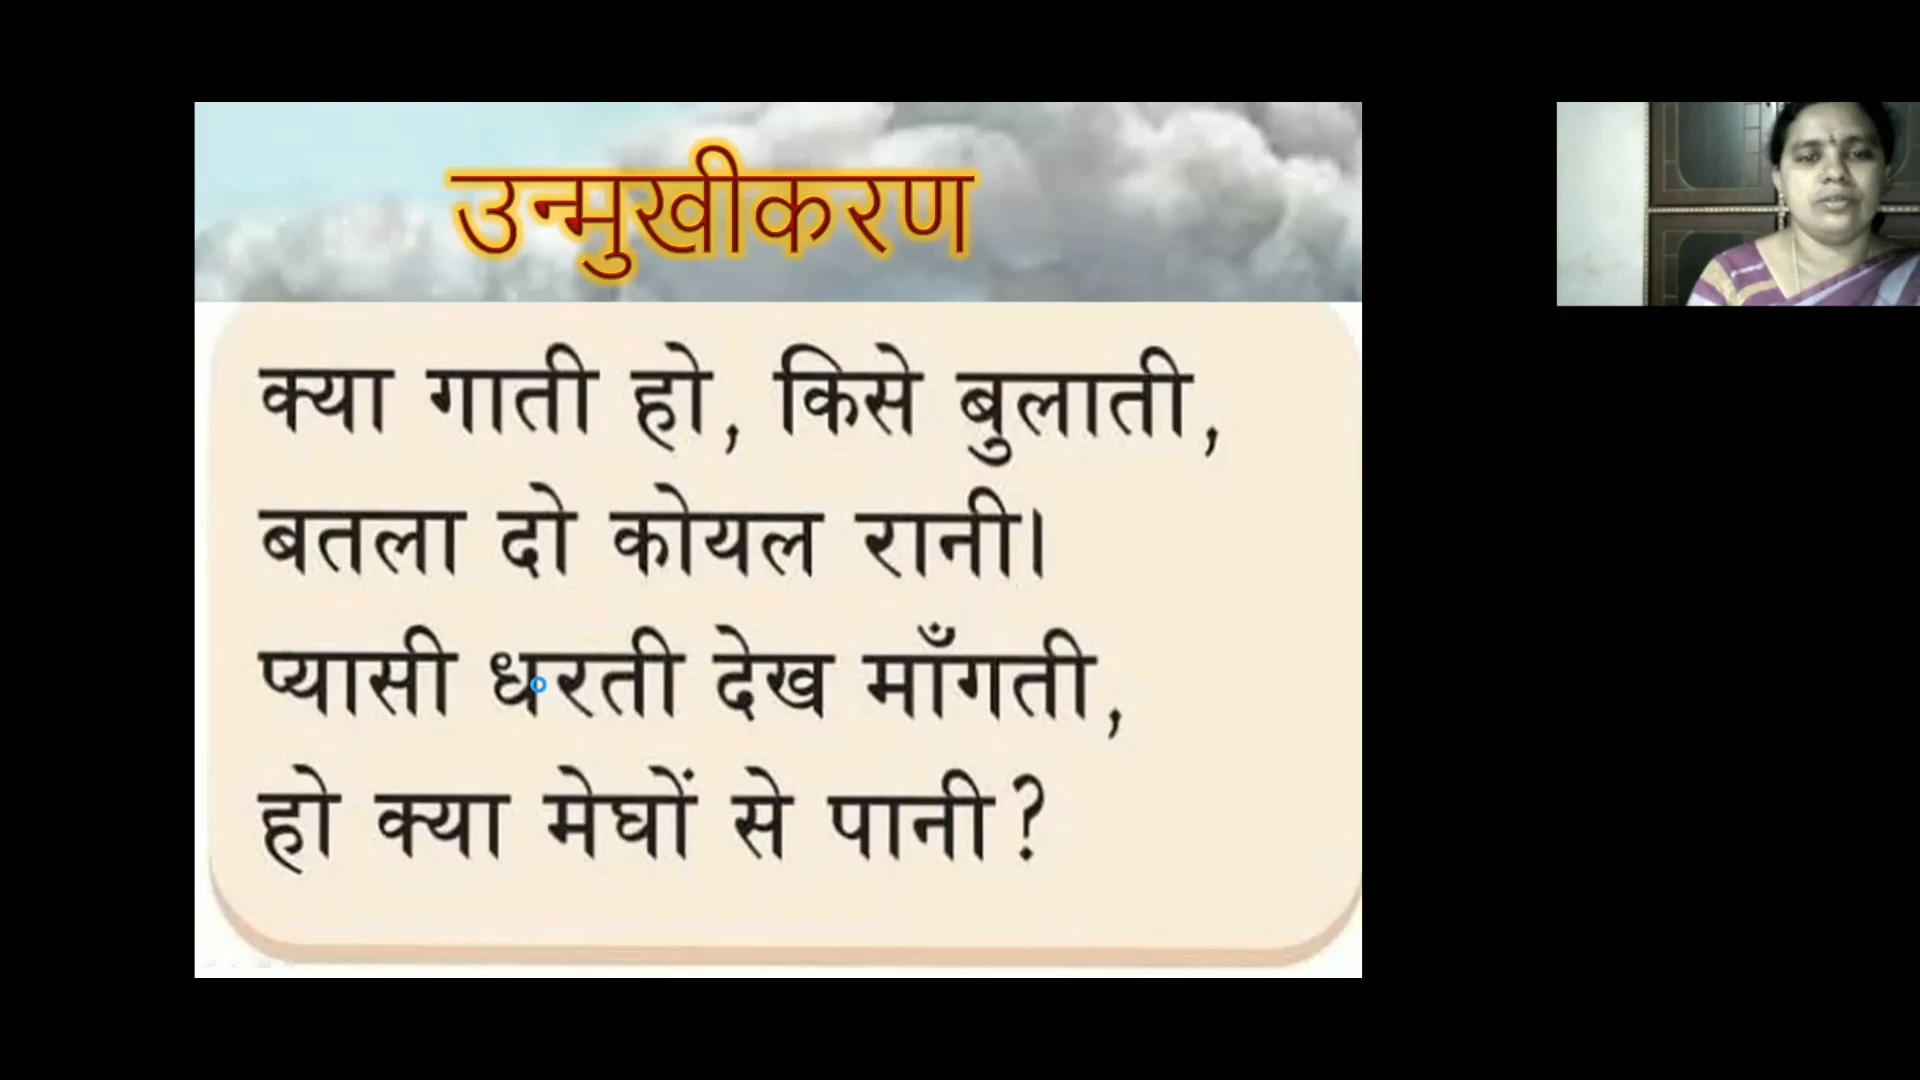 उन्मुखीकरण
क्या गाती हो, किसे बुलाती,
बतला दो कोयल रानी।
प्यासी धरती देख माँगती,
हो क्या मेघों से पानी?